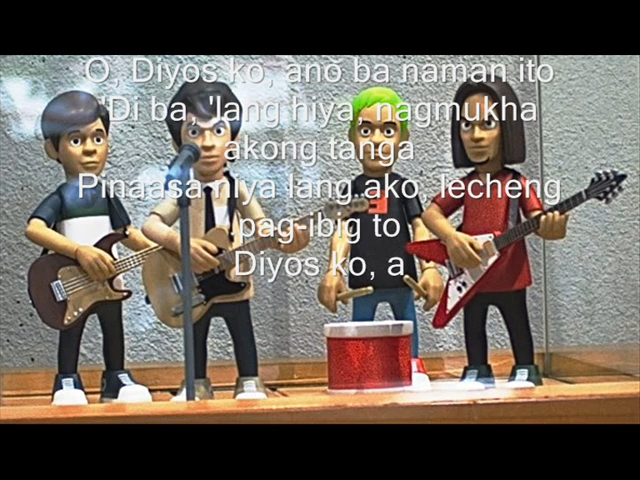 O, Diyos ko, ano ba naman ito
'Di ba, 'lang hiya, nagmukha
akong tanga
Pinaasa niya lang ako, lecheng
pag-ibig to
Diyos ko, a